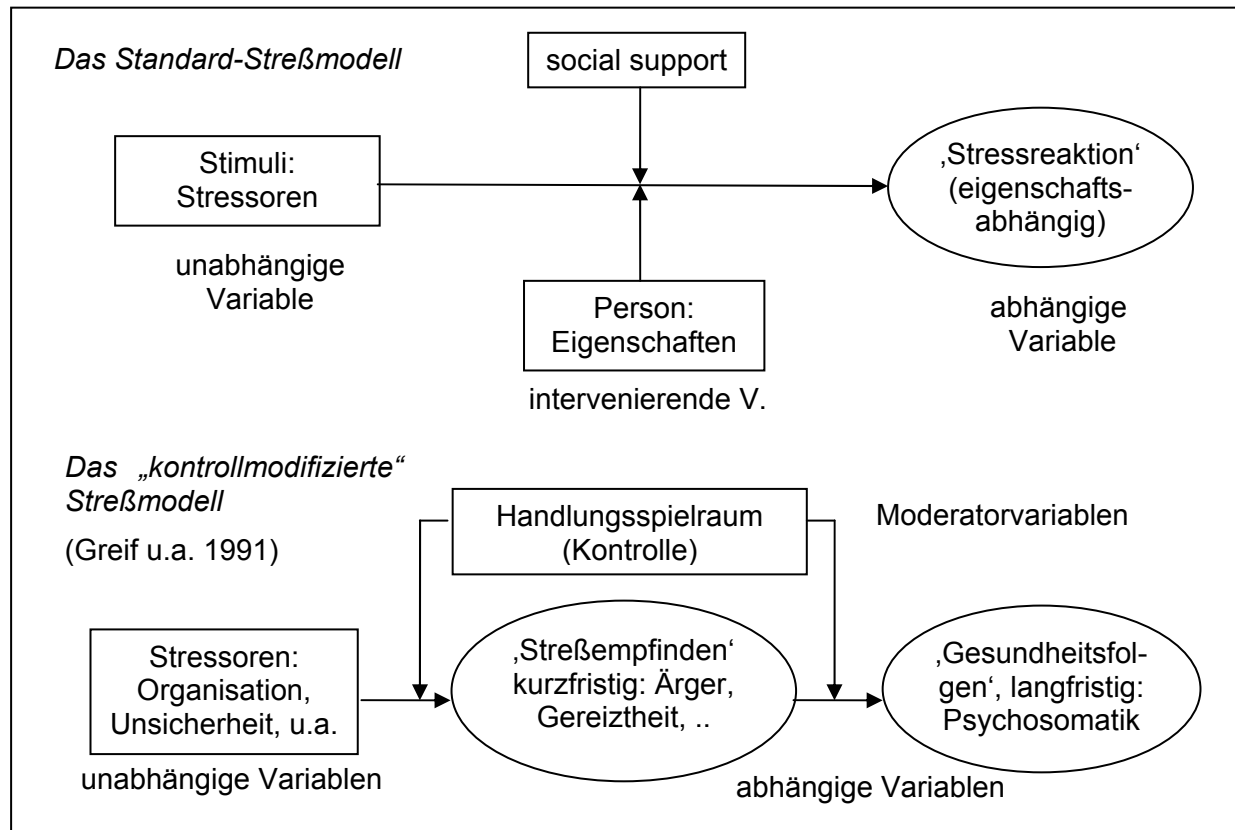 Das Standard-Streßmodell
social support
Stimuli:
Stressoren
unabhängige
Variable
Person:
Eigenschaften
intervenierende V.
‚Stressreaktion‘
(eigenschafts-
abhängig)
abhängige
Variable
Das „kontrollmodifizierte“
Streßmodell
(Greif u.a. 1991)
Handlungsspielraum
(Kontrolle)
Moderatorvariablen
Stressoren:
Organisation,
Unsicherheit, u.a.
unabhängige Variablen
‚Streßempfinden‘
kurzfristig: Ärger,
Gereiztheit, ..
‚Gesundheitsfol-
gen‘, langfristig:
Psychosomatik
abhängige Variablen